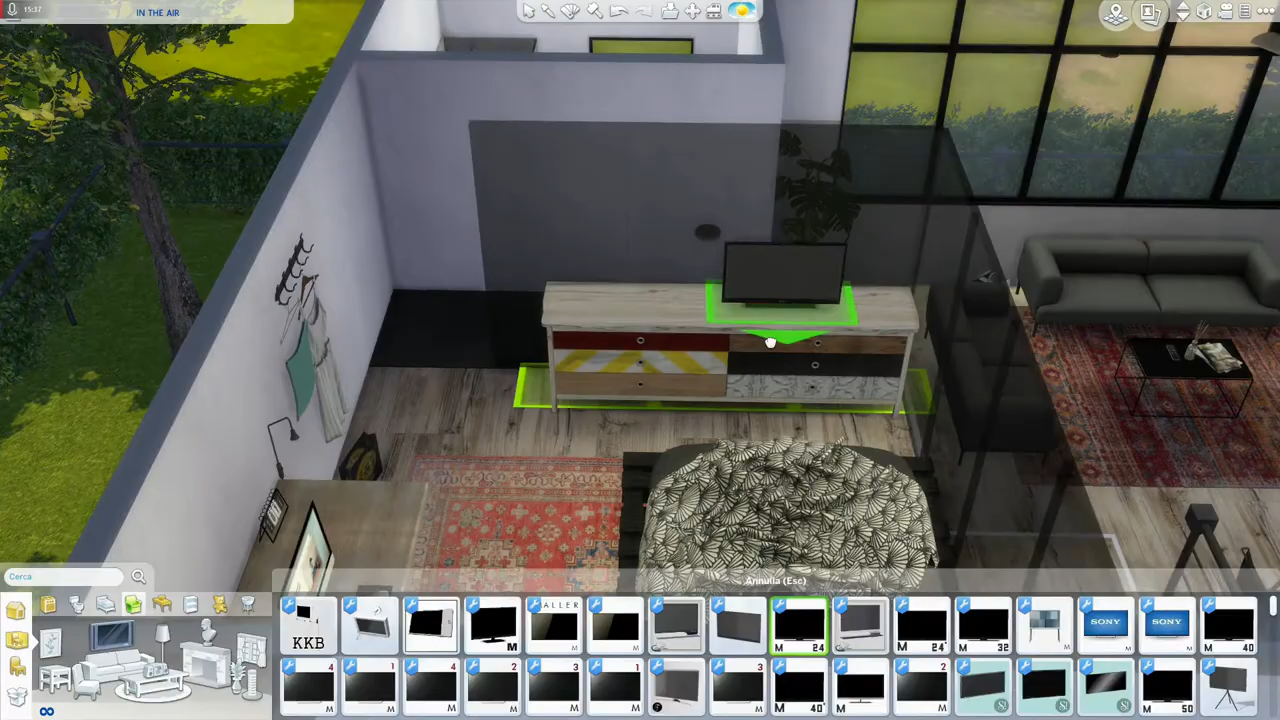 15:37
IN THE AIR
Annulla (Esc)
Cerca
KKB
M
ALLER
M 24
M 24"
M 32
M
SONY
SONY
M 40
4
M
1
M
4
M
2
M
3
M
1
M
3
M
M 40"
M
2
M
S
S
S
M 50